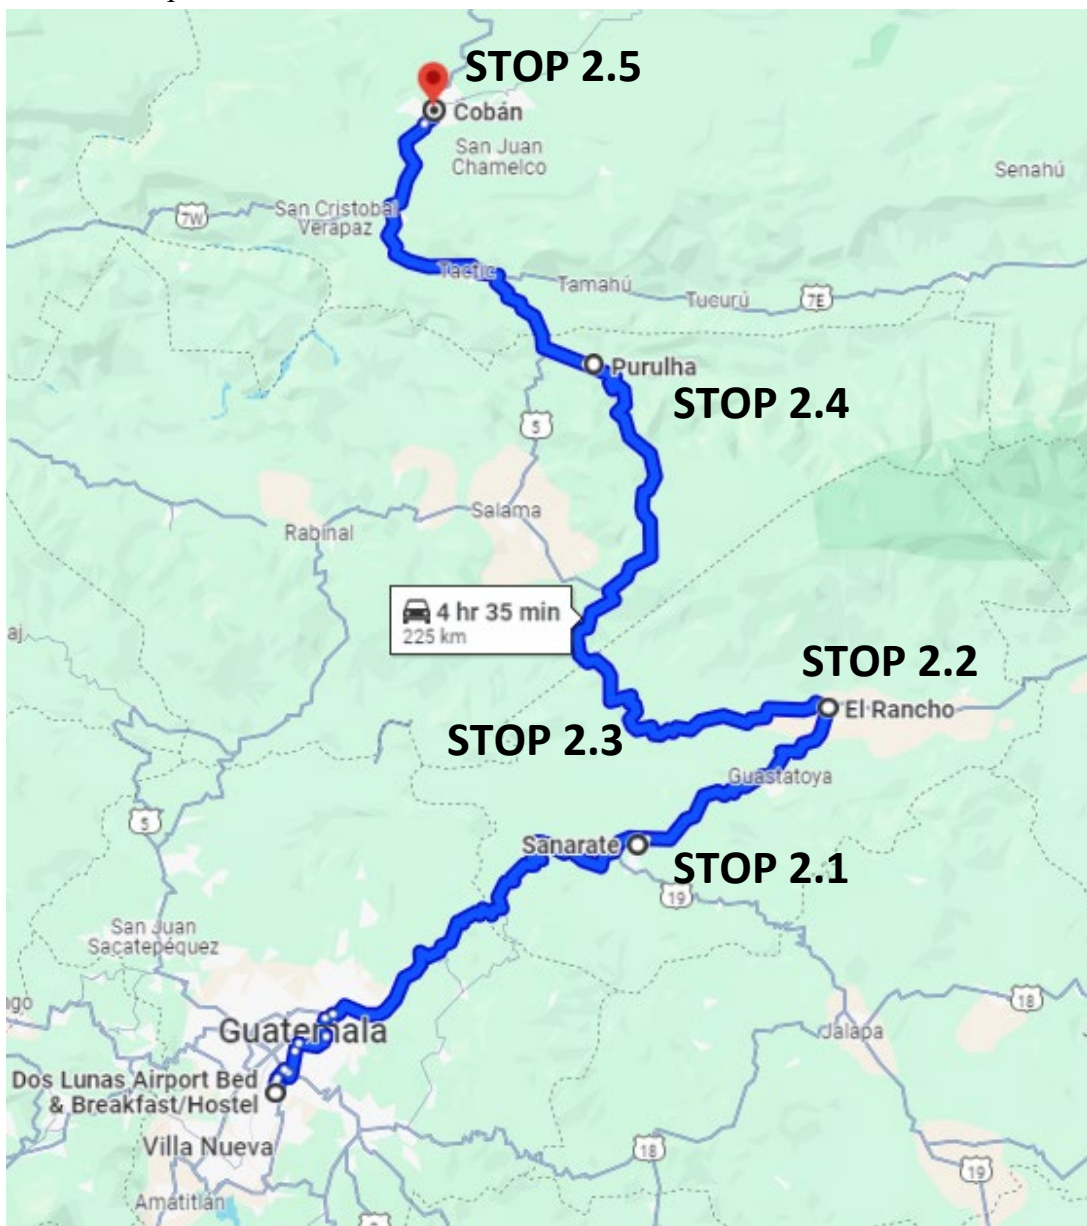 STOP 2.5
Cobán
San Juan
Chamelco
Senahú
7W
San Cristobal
Verapaz
Tactic
Tamahú
Tucurú
7E
Purulha
STOP 2.4
5
Salama
Rabinal
4 hr 35 min
225 km
aj
STOP 2.2
El Rancho
STOP 2.3
Guastatoya
5
Sanarate
STOP 2.1
19
San Juan
Sacatepéquez
ngo
18
Guatemala
Jalapa
Dos Lunas Airport Bed
& Breakfast/Hostel
Villa Nueva
18
19
Amatitlán